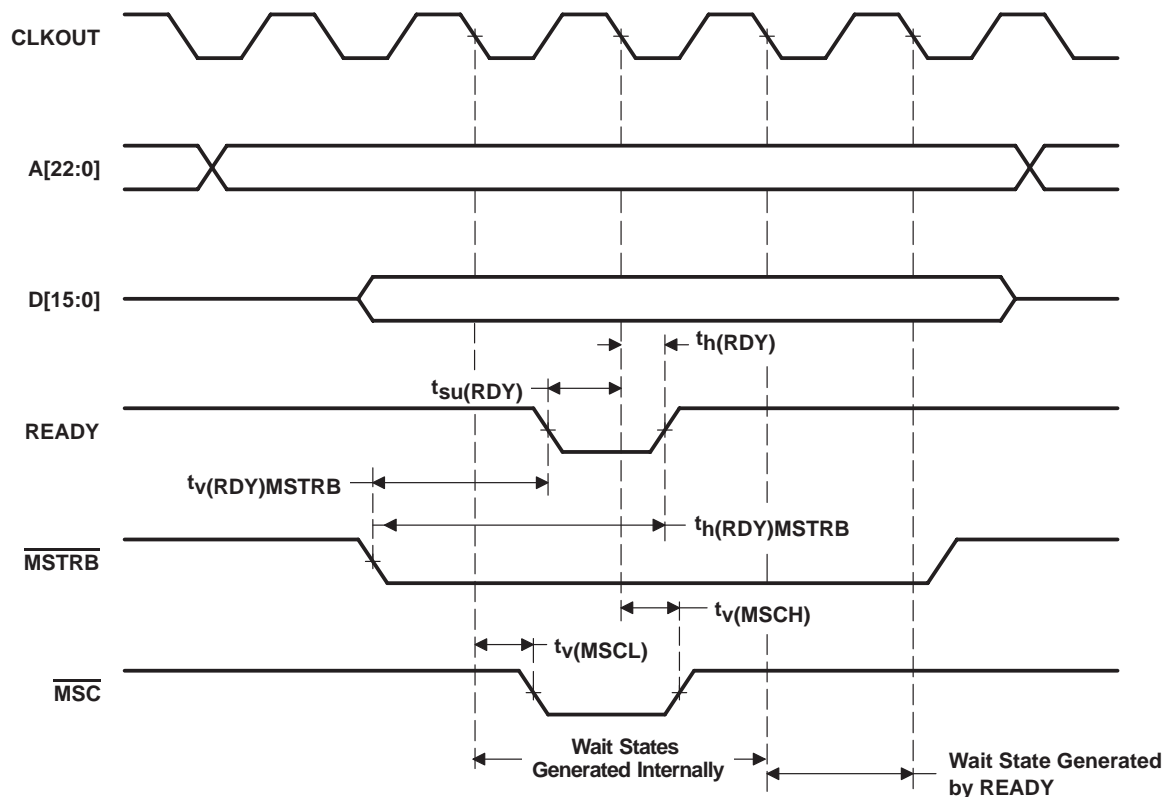 CLKOUT
A[22:0]
D[15:0]
th(RDY)
tsu(RDY)
READY
tv(RDY)MSTRB
th(RDY)MSTRB
MSTRB
tv(MSCH)
tv(MSCL)
MSC
Wait States
Generated Internally
Wait State Generated
by READY